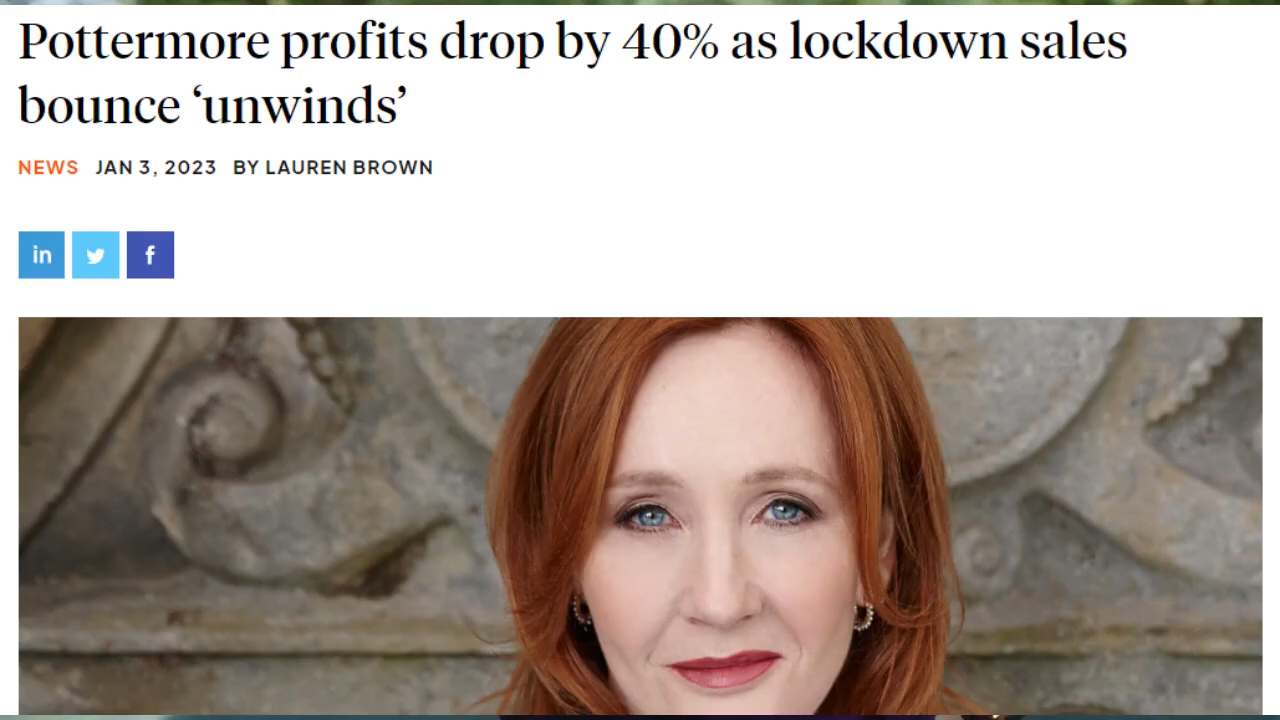 Pottermore profits drop by 40% as lockdown sales
bounce ‘unwinds’
NEWS JAN 3, 2023 BY LAUREN BROWN
in f